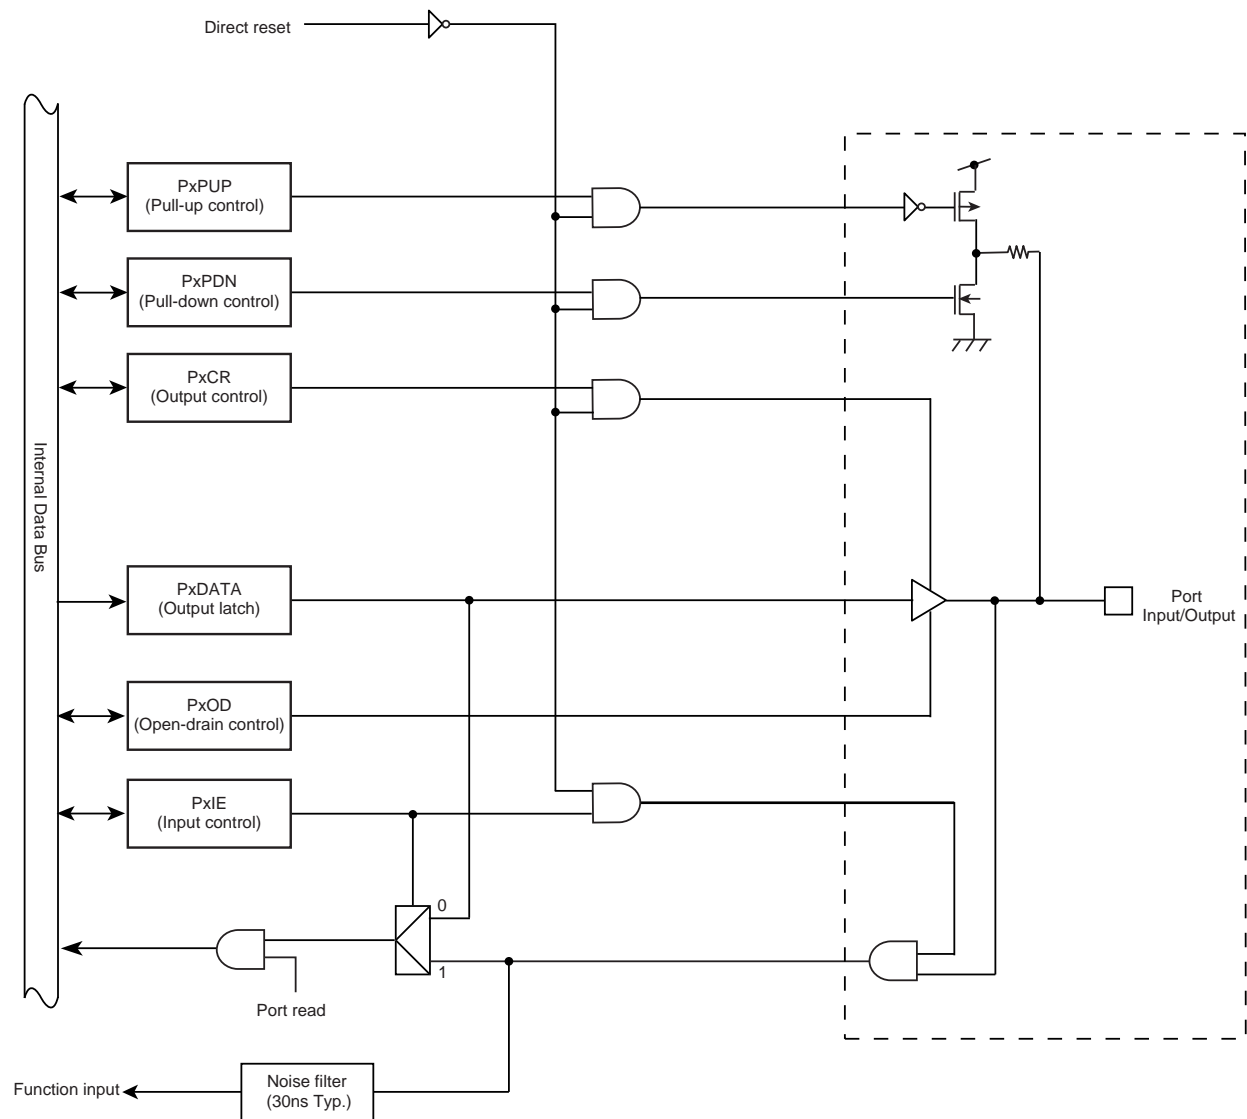 Direct reset
PxPUP
(Pull-up control)
PxPDN
(Pull-down control)
PxCR
(Output control)
Internal Data Bus
PxDATA
(Output latch)
Port
Input/Output
PxOD
(Open-drain control)
PxIE
(Input control)
0
1
Port read
Function input
Noise filter
(30ns Typ.)